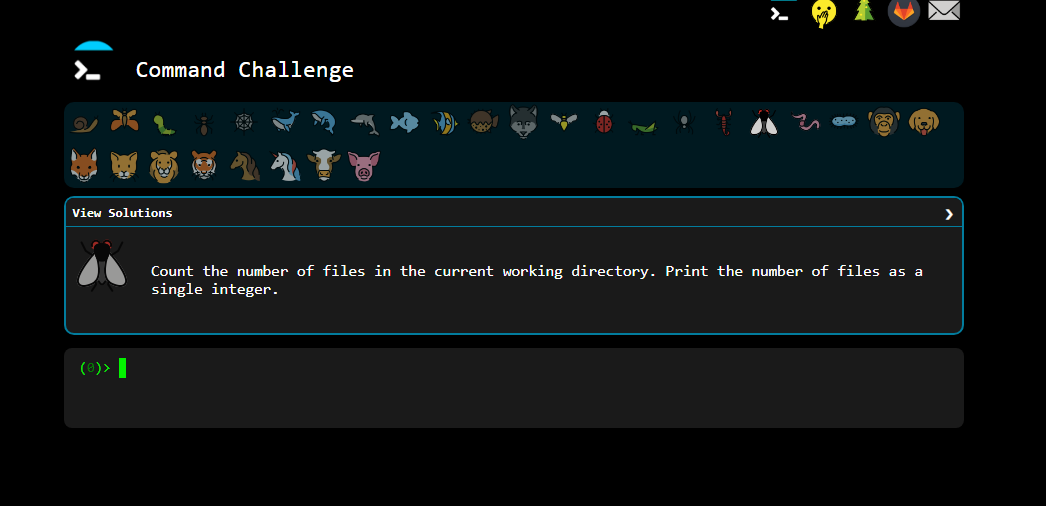 Command Challenge
View Solutions
Count the number of files in the current working directory. Print the number of files as a
single integer.
(0)>